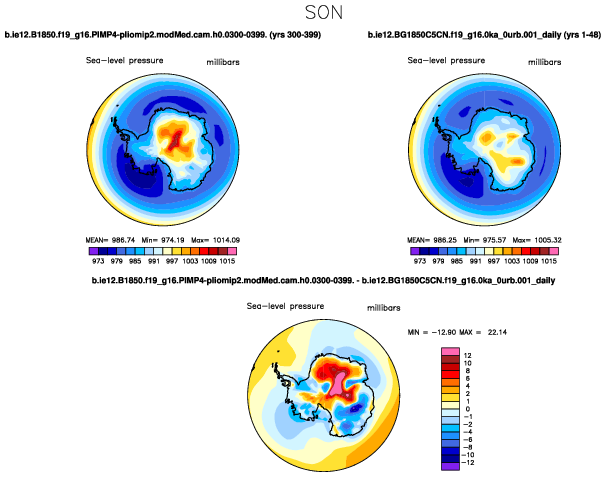 SON
b.ie12.B1850.f19_g16.PIMP4-pliomip2.modMed.cam.h0.0300-0399. (yrs 300-399)
b.ie12.BG1850C5CN.f19_g16.0ka_0urb.001_daily (yrs 1-48)
Sea-level pressure millibars
Sea-level pressure millibars
MEAN= 986.74 Min= 974.19 Max= 1014.09
MEAN= 986.25 Min= 975.57 Max= 1005.32
973 979 985 991 997 1003 1009 1015
973 979 985 991 997 1003 1009 1015
b.ie12.B1850.f19_g16.PIMP4-pliomip2.modMed.cam.h0.0300-0399. - b.ie12.BG1850C5CN.f19_g16.0ka_0urb.001_daily
Sea-level pressure millibars
MIN = -12.90 MAX = 22.14
12
10
8
6
4
2
1
0
-1
-2
-4
-6
-8
-10
-12